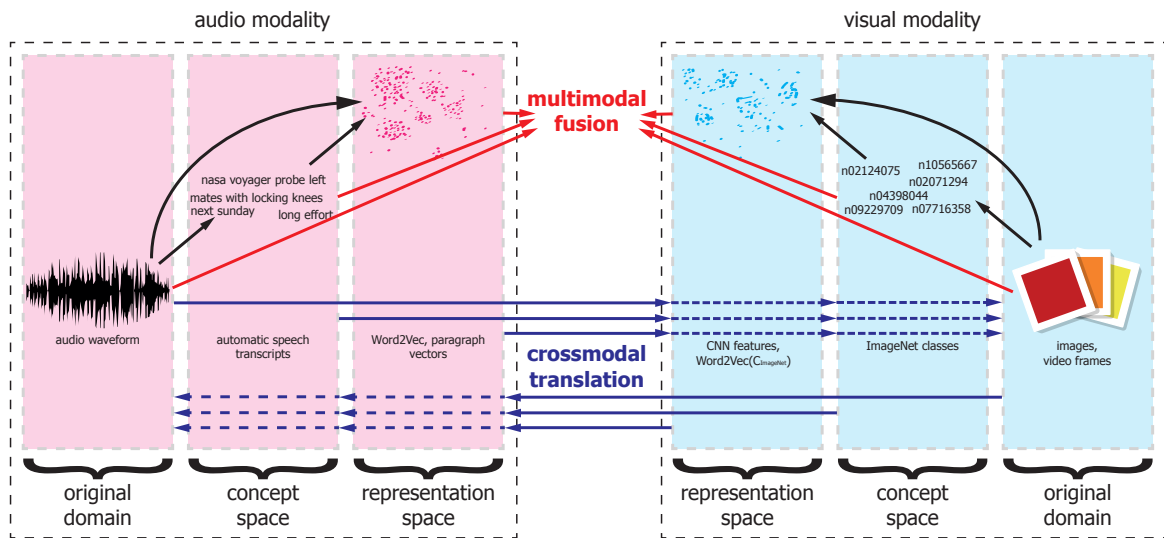 audio modality
visual modality
multimodal
fusion
nasa voyager probe left
mates with locking knees
next sunday
long effort
n02124075
n10565667
n02071294
n04398044
n09229709
n07716358
audio waveform
automatic speech
transcripts
Word2Vec, paragraph
vectors
crossmodal
translation
CNN features,
Word2Vec(CImageNet)
ImageNet classes
images,
video frames
original
domain
concept
space
representation
space
representation
space
concept
space
original
domain